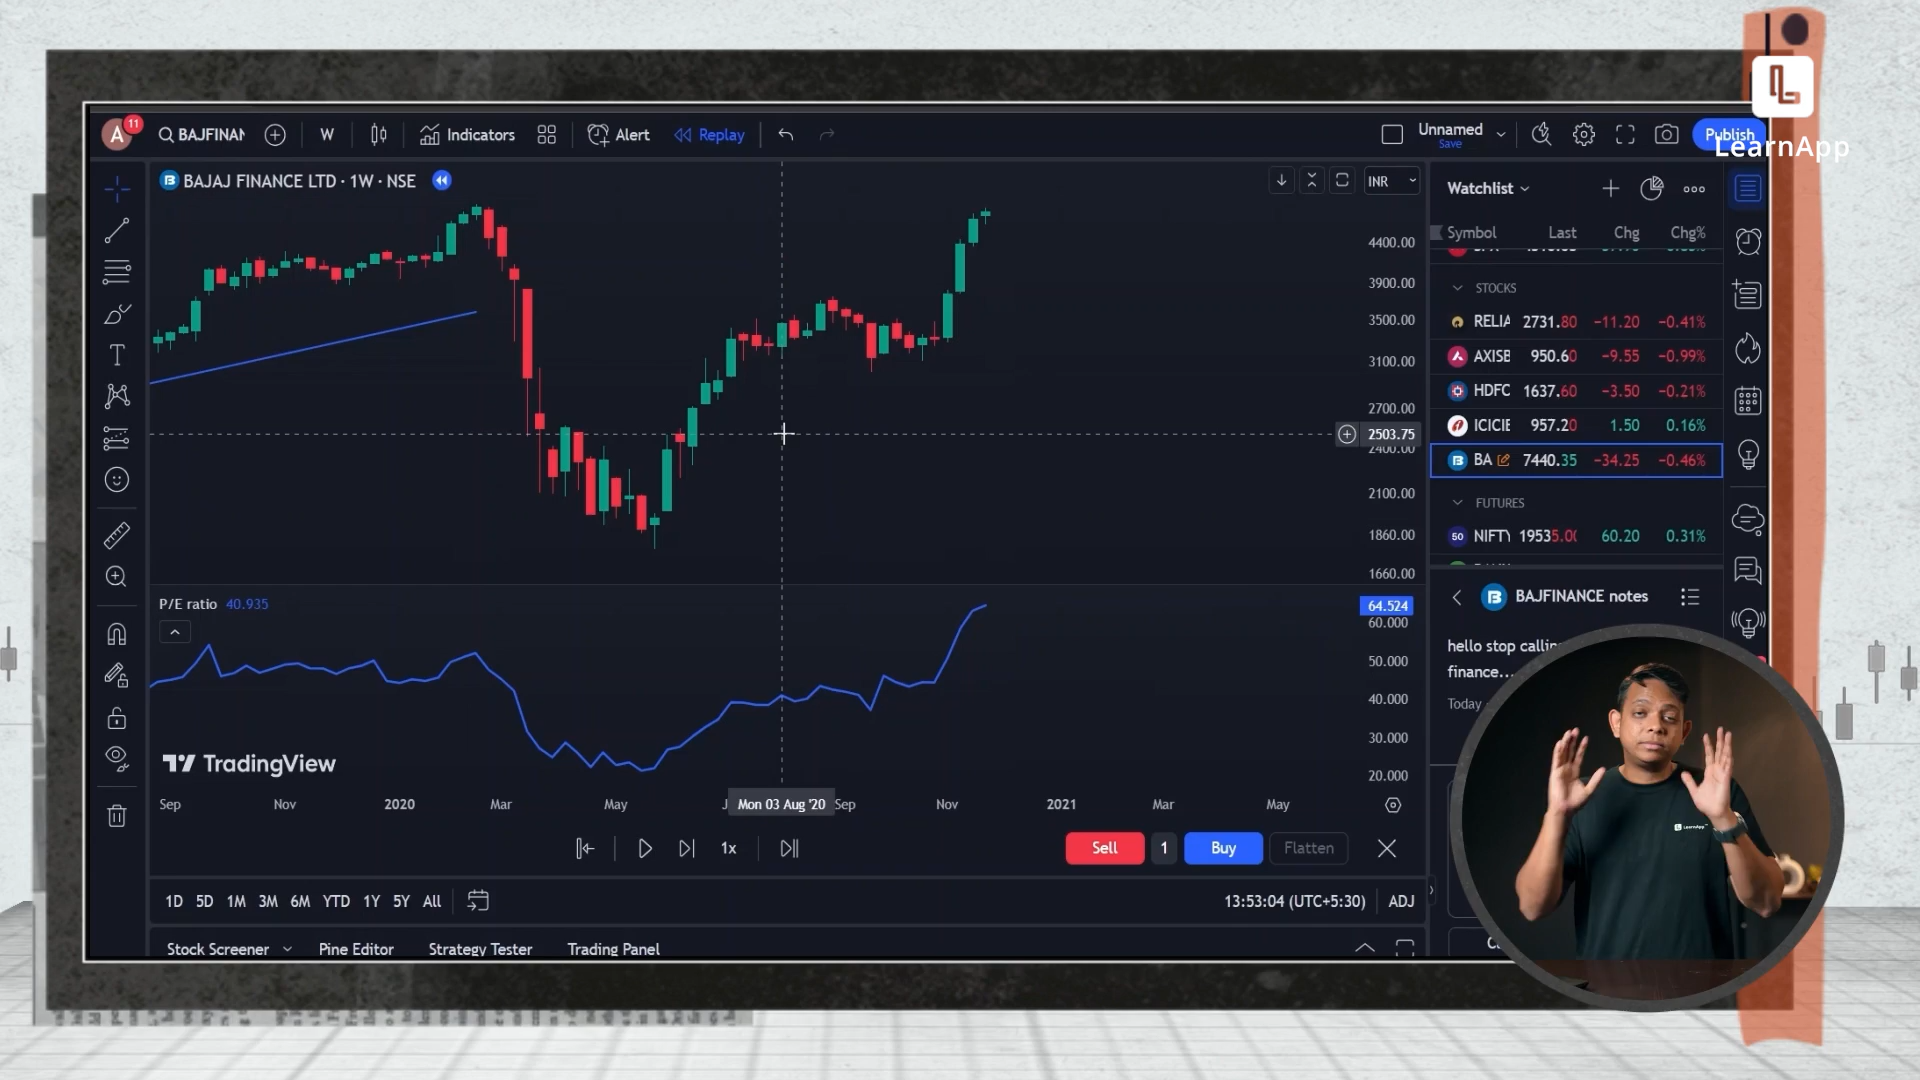 A 11 BAJFINAN W Indicators Alert Replay Unnamed Save Publish
LearnApp
BAJAJ FINANCE LTD · 1W · NSE
INR
Watchlist
Symbol Last Chg Chg%
STOCKS
RELIA 2731.80 −11.20 −0.41%
AXISB 950.60 −9.55 −0.99%
HDFC 1637.60 −3.50 −0.21%
ICICIB 957.20 1.50 0.16%
BA 7440.35 −34.25 −0.46%
FUTURES
50 NIFTY 19535.00 60.20 0.31%
4400.00
3900.00
3500.00
3100.00
2700.00
2503.75
2400.00
2100.00
1860.00
1660.00
P/E ratio 40.935
64.524
60.000
50.000
40.000
30.000
20.000
BAJFINANCE notes
hello stop callin
finance...
Today
TradingView
Sep Nov 2020 Mar May J Mon 03 Aug '20 Sep Nov 2021 Mar May
1x Sell 1 Buy Flatten
1D 5D 1M 3M 6M YTD 1Y 5Y All 13:53:04 (UTC+5:30) ADJ
Stock Screener Pine Editor Strategy Tester Trading Panel
LearnApp